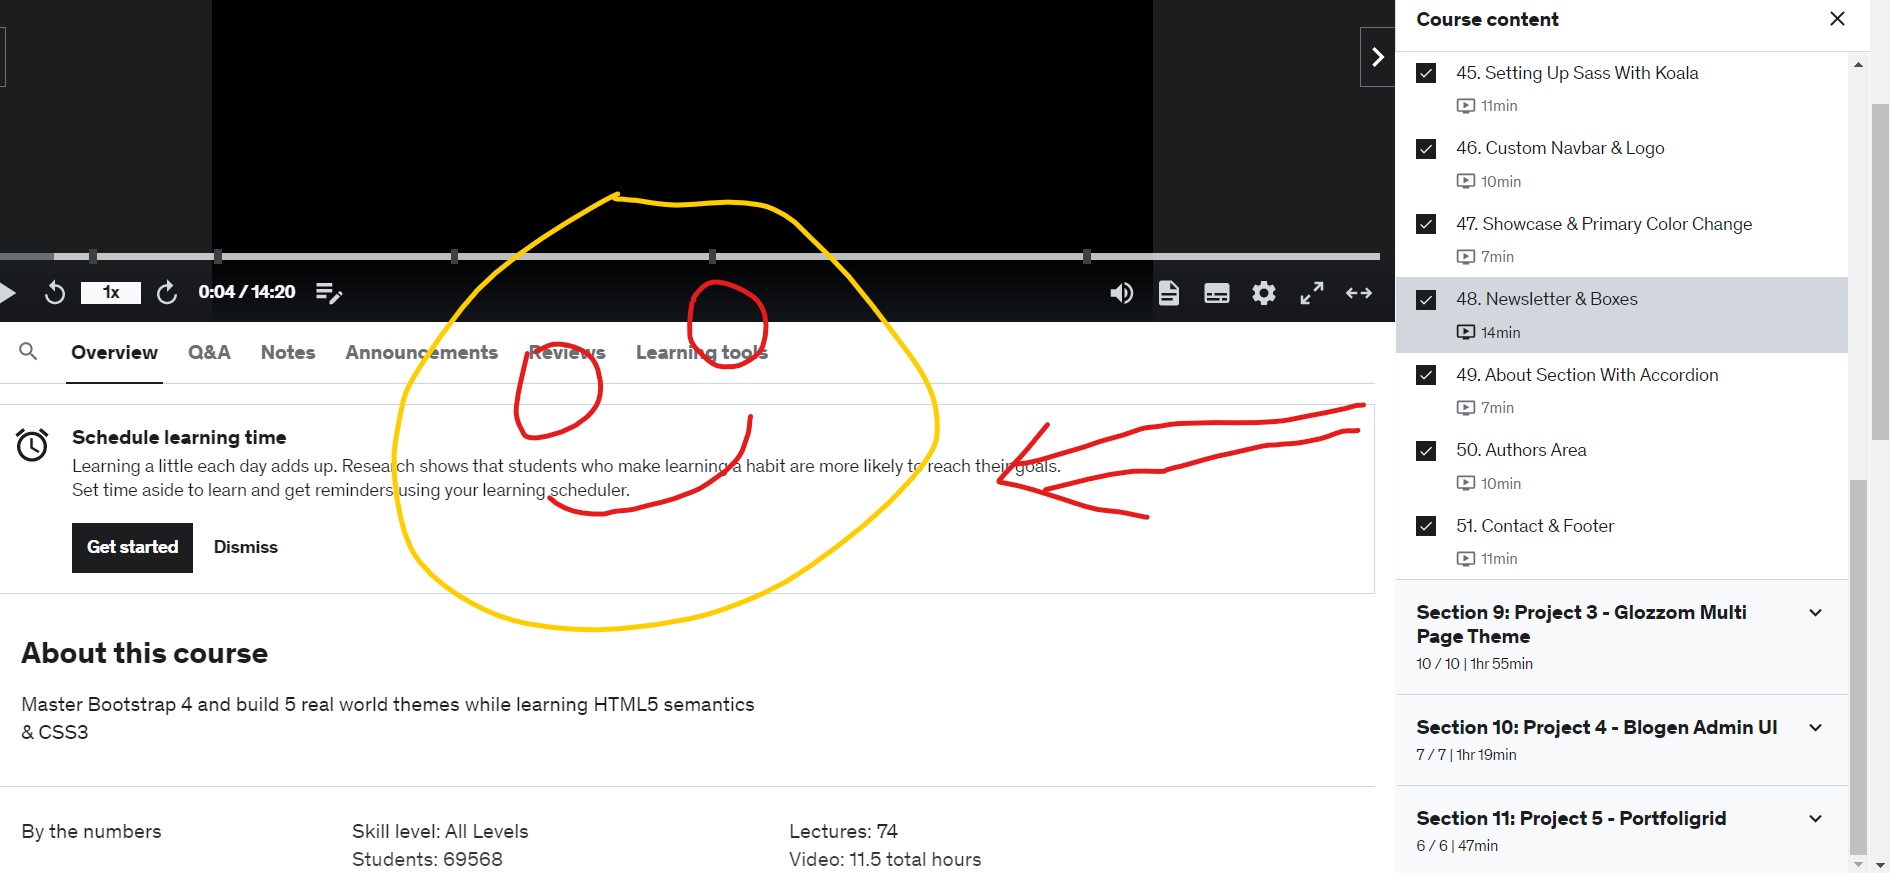 1x
0:04 / 14:20
Overview Q&A Notes Announcements Reviews Learning tools
Schedule learning time
Learning a little each day adds up. Research shows that students who make learning a habit are more likely to reach their goals.
Set time aside to learn and get reminders using your learning scheduler.
Get started Dismiss
About this course
Master Bootstrap 4 and build 5 real world themes while learning HTML5 semantics
& CSS3
By the numbers
Skill level: All Levels
Students: 69568
Lectures: 74
Video: 11.5 total hours
Course content
45. Setting Up Sass With Koala
11min
46. Custom Navbar & Logo
10min
47. Showcase & Primary Color Change
7min
48. Newsletter & Boxes
14min
49. About Section With Accordion
7min
50. Authors Area
10min
51. Contact & Footer
11min
Section 9: Project 3 - Glozzom Multi
Page Theme
10 / 10 | 1hr 55min
Section 10: Project 4 - Blogen Admin UI
7 / 7 | 1hr 19min
Section 11: Project 5 - Portfoligrid
6 / 6 | 47min